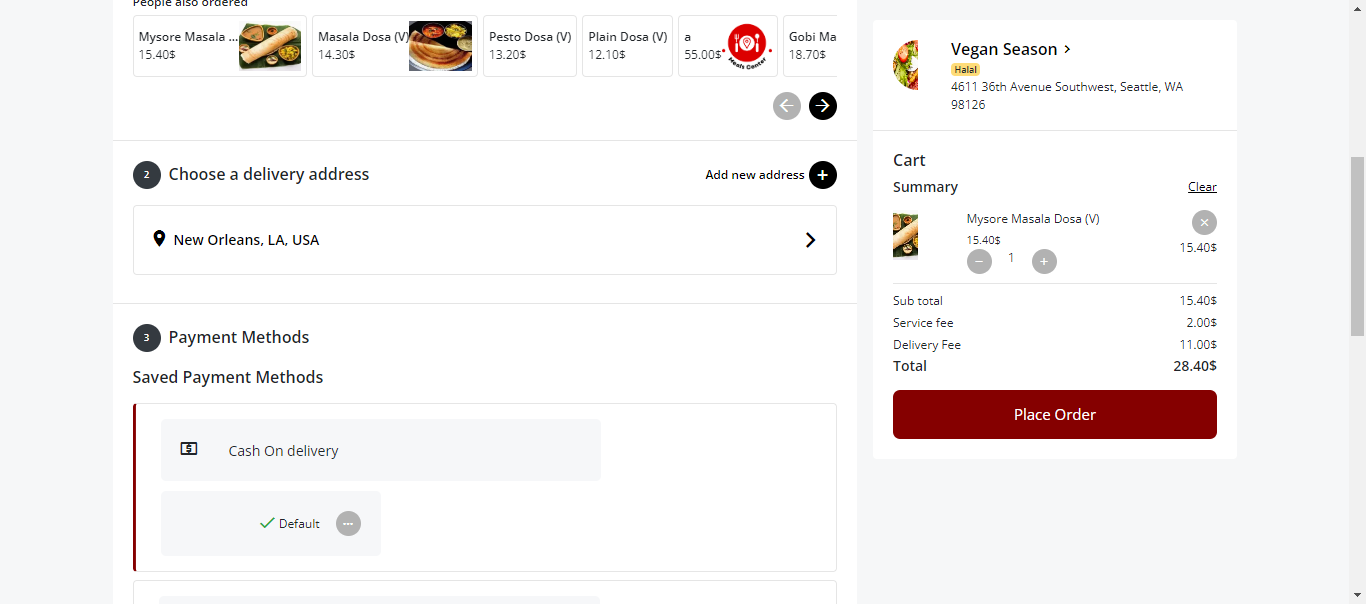 People also ordered
Mysore Masala ...
15.40$
Masala Dosa (V)
14.30$
Pesto Dosa (V)
13.20$
Plain Dosa (V)
12.10$
a
55.00$
Meals Center
Gobi Ma
18.70$
2 Choose a delivery address
Add new address
New Orleans, LA, USA
3 Payment Methods
Saved Payment Methods
Cash On delivery
Default
Vegan Season
Halal
4611 36th Avenue Southwest, Seattle, WA
98126
Cart
Summary Clear
Mysore Masala Dosa (V)
15.40$
15.40$
1
Sub total 15.40$
Service fee 2.00$
Delivery Fee 11.00$
Total 28.40$
Place Order